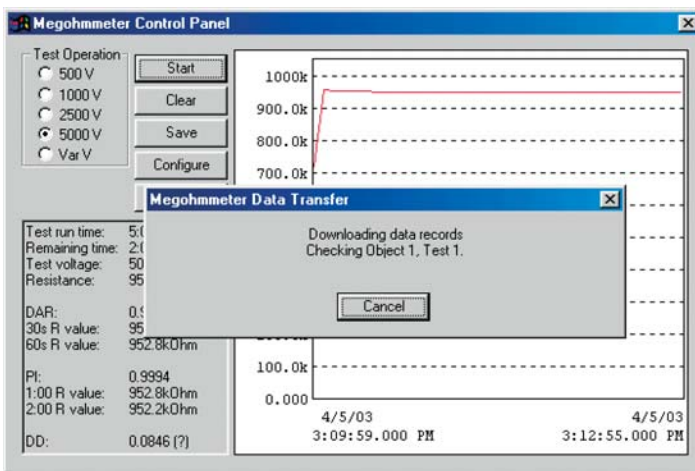 Megohmmeter Control Panel
Test Operation
500 V
1000 V
2500 V
5000 V
Var V
Start
Clear
Save
Configure
1000k
900.0k
800.0k
700.0k
Megohmmeter Data Transfer
Downloading data records
Checking Object 1, Test 1.
Cancel
Test run time:
Remaining time:
Test voltage:
Resistance:
DAR:
30s R value:
60s R value: 952.8kOhm
PI: 0.9994
1:00 R value: 952.8kOhm
2:00 R value: 952.2kOhm
DD: 0.0846 (?)
100.0k
0.000
4/5/03 4/5/03
3:09:59.000 PM 3:12:55.000 PM